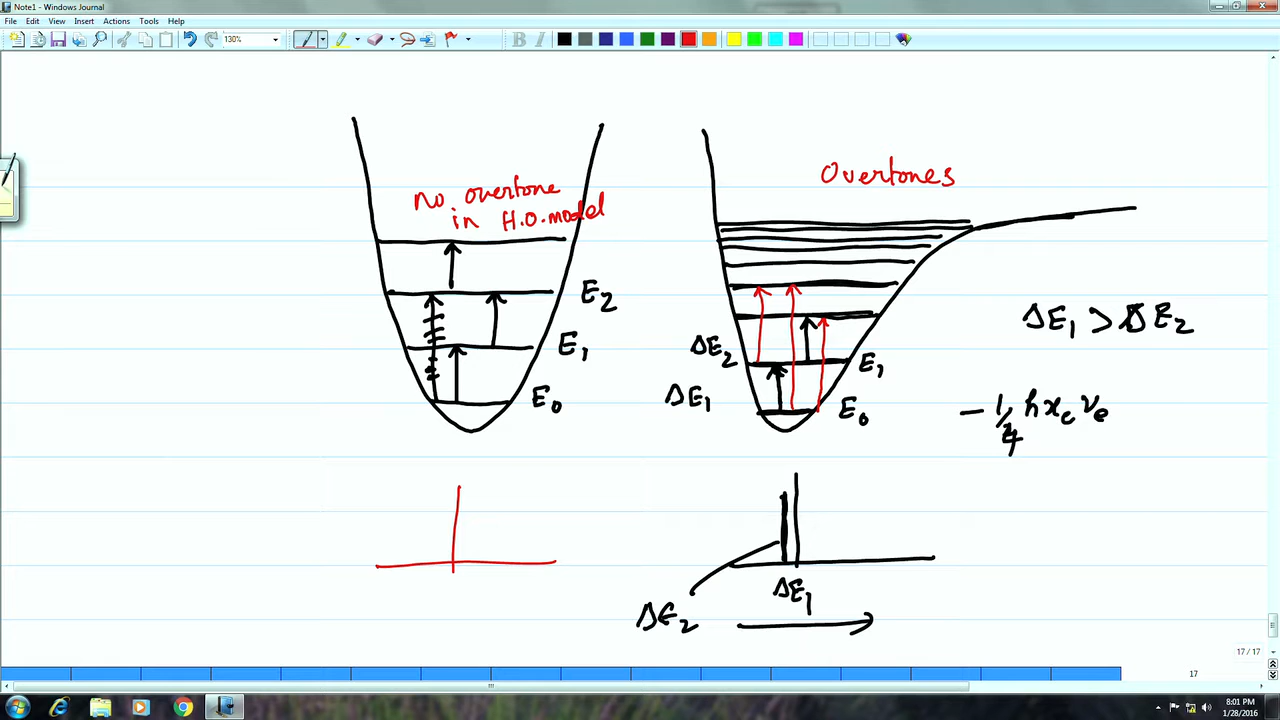 Note1 - Windows Journal
File Edit View Insert Actions Tools Help
130%
B I
no overtone
in H.O. model
E2
E1
E0
Overtones
ΔE2
ΔE1
E1
E0
ΔE1 > ΔE2
- 1/4 h xe νe
ΔE1
ΔE2
17 / 17
17
8:01 PM
1/28/2016